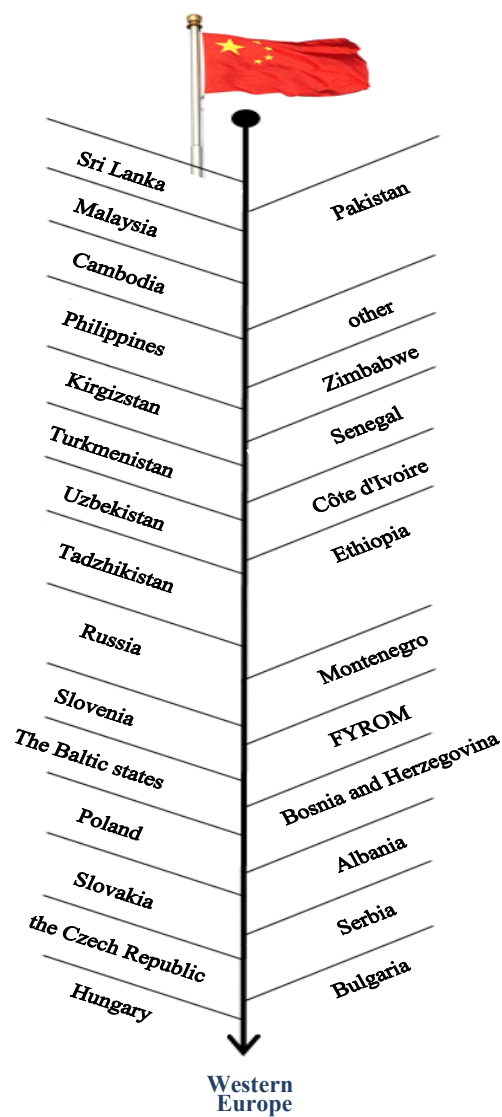 Sri Lanka
Malaysia
Cambodia
Philippines
Kirgizstan
Turkmenistan
Uzbekistan
Tadzhikistan
Russia
Slovenia
The Baltic states
Poland
Slovakia
the Czech Republic
Hungary
Pakistan
other
Zimbabwe
Senegal
Côte d'Ivoire
Ethiopia
Montenegro
FYROM
Bosnia and Herzegovina
Albania
Serbia
Bulgaria
Western
Europe